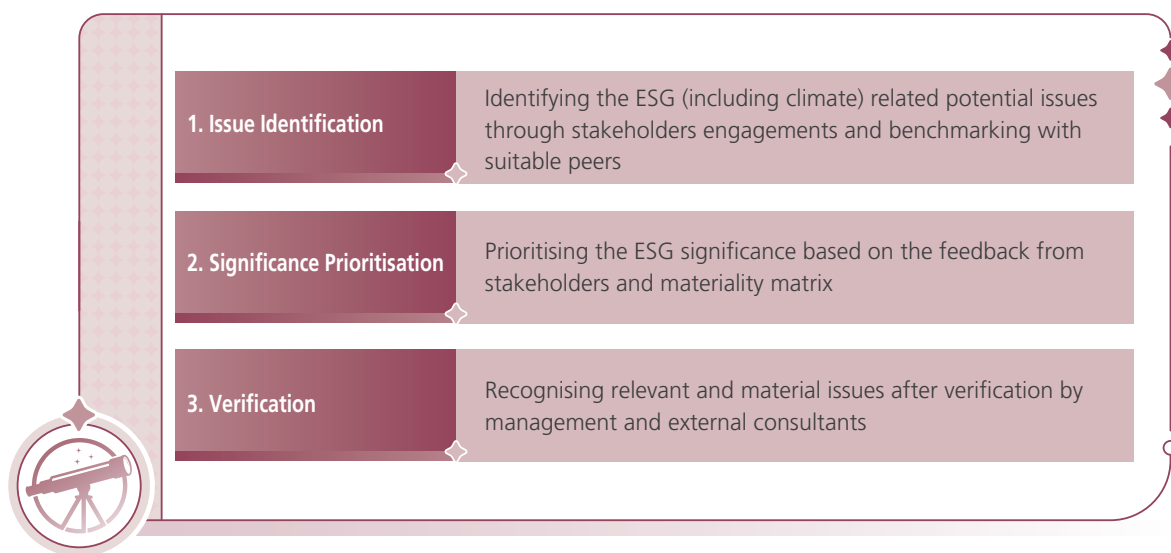 1. Issue Identification
Identifying the ESG (including climate) related potential issues
through stakeholders engagements and benchmarking with
suitable peers
2. Significance Prioritisation
Prioritising the ESG significance based on the feedback from
stakeholders and materiality matrix
3. Verification
Recognising relevant and material issues after verification by
management and external consultants